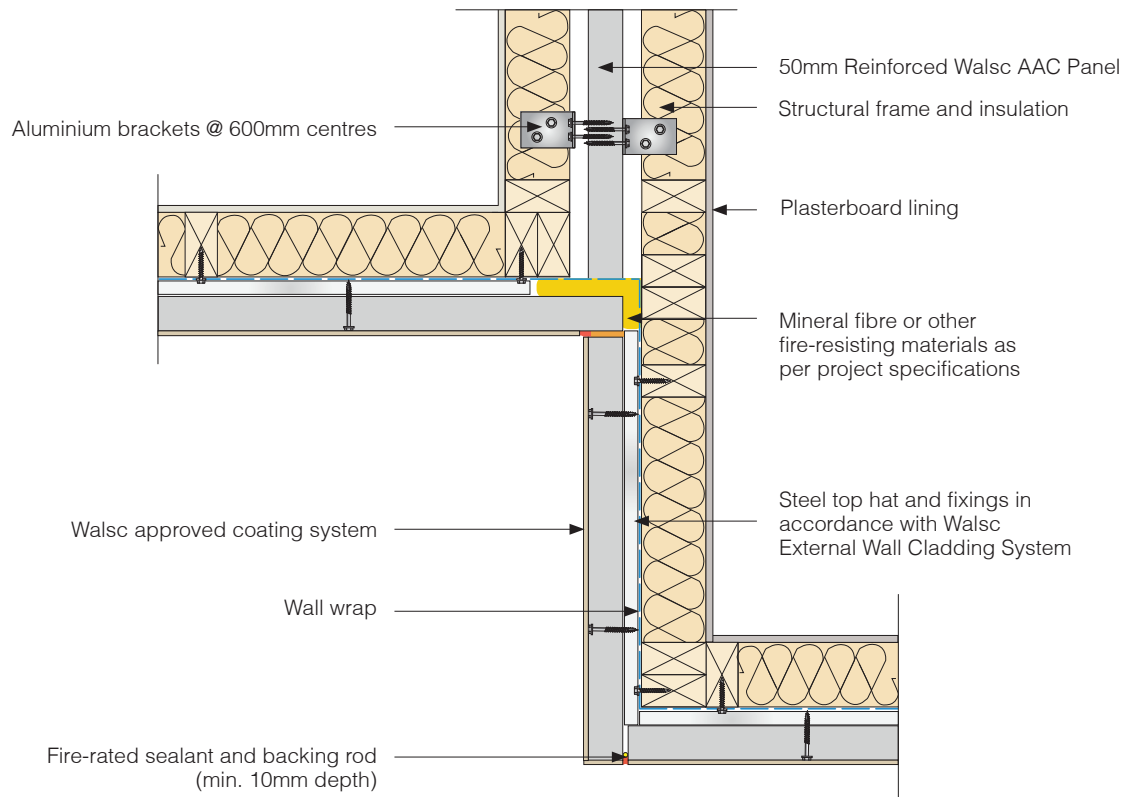 50mm Reinforced Walsc AAC Panel
Structural frame and insulation
Aluminium brackets @ 600mm centres
Plasterboard lining
Mineral fibre or other
fire-resisting materials as
per project specifications
Steel top hat and fixings in
accordance with Walsc
External Wall Cladding System
Walsc approved coating system
Wall wrap
Fire-rated sealant and backing rod
(min. 10mm depth)